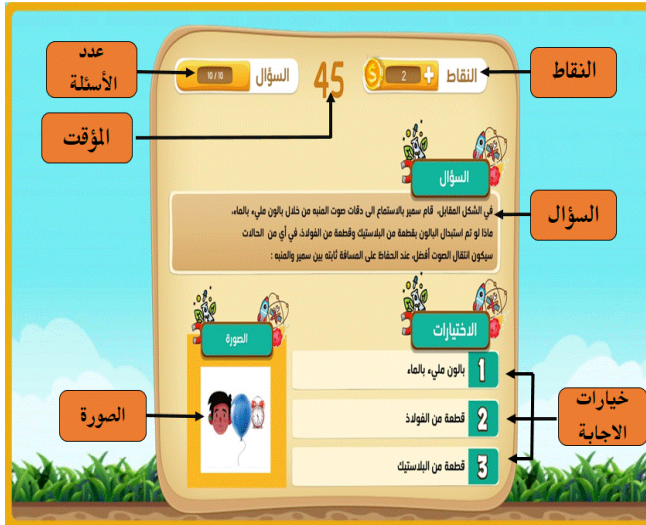 عدد
الأسئلة
10 / 10
السؤال
45
2
+
النقاط
النقاط
المؤقت
السؤال
في الشكل المقابل، قام سمير بالاستماع الى دقات صوت المنبه من خلال بالون مليء بالماء،
ماذا لو تم استبدال البالون بقطعة من البلاستيك وقطعة من الفولاذ، في أي من الحالات
سيكون انتقال الصوت أفضل، عند الحفاظ على المسافة ثابته بين سمير والمنبه :
السؤال
الاختيارات
1 بالون مليء بالماء
2 قطعة من الفولاذ
3 قطعة من البلاستيك
خيارات
الاجابة
الصورة
الصورة